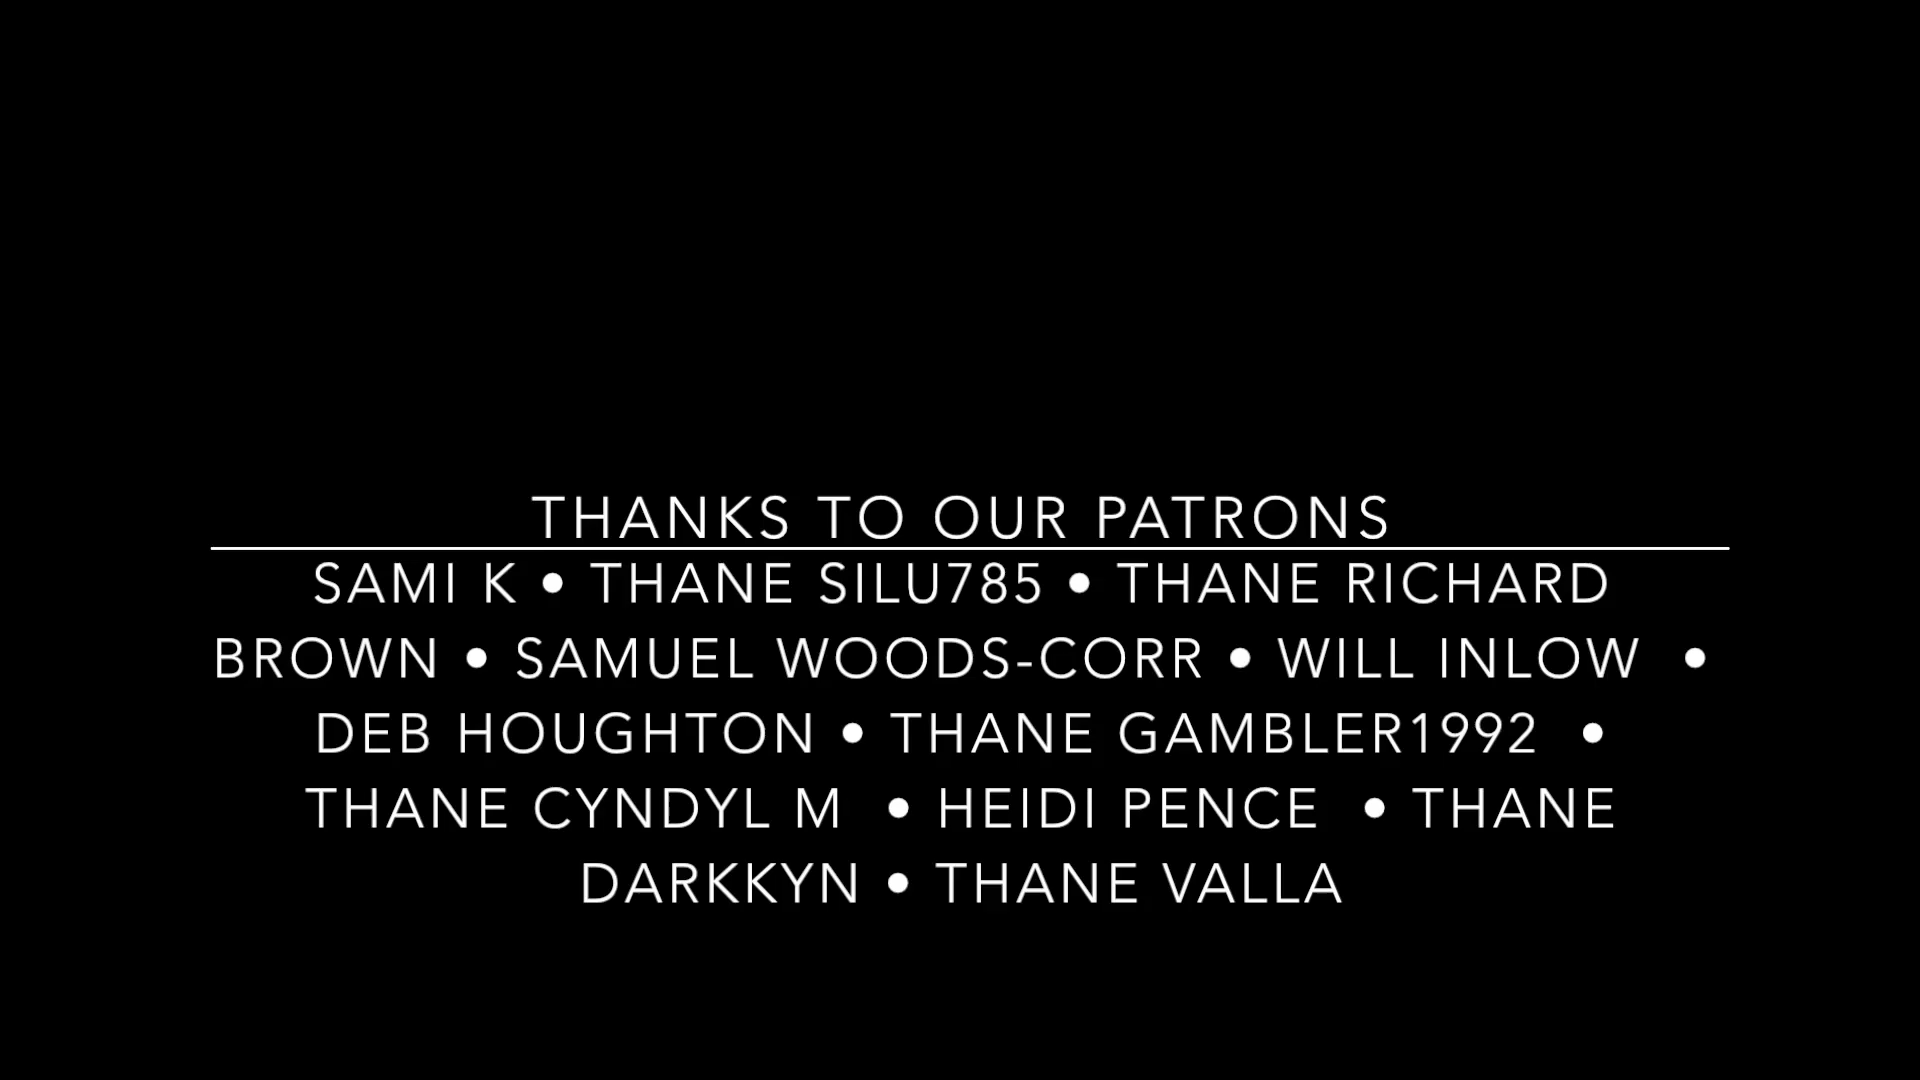 THANKS TO OUR PATRONS
SAMI K • THANE SILU785 • THANE RICHARD
BROWN • SAMUEL WOODS-CORR • WILL INLOW •
DEB HOUGHTON • THANE GAMBLER1992 •
THANE CYNDYL M • HEIDI PENCE • THANE
DARKKYN • THANE VALLA